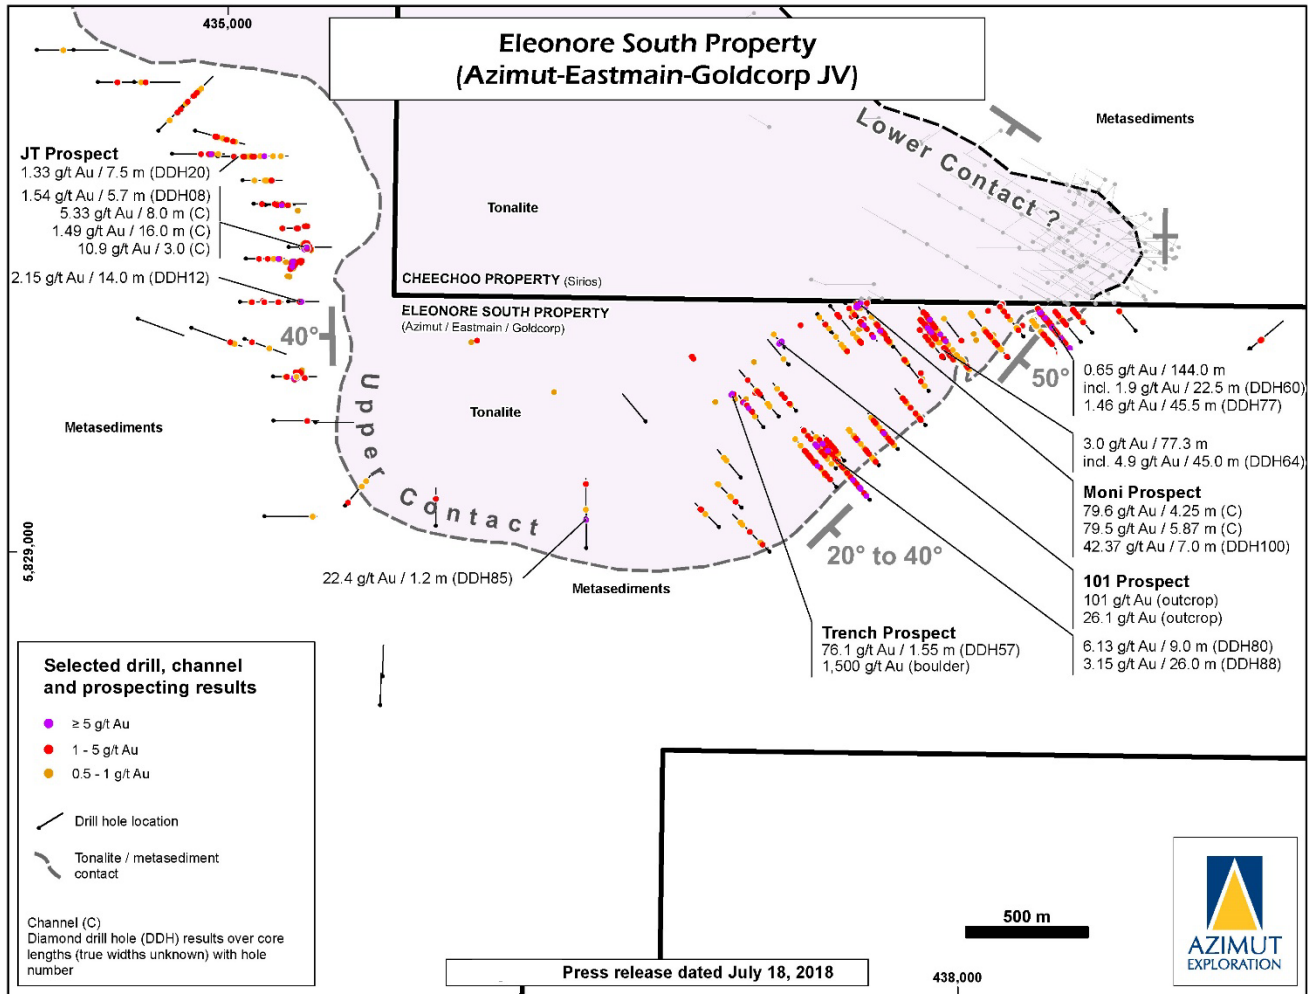 435,000
Eleonore South Property
(Azimut-Eastmain-Goldcorp JV)
Metasediments
Lower Contact ?
JT Prospect
1.33 g/t Au / 7.5 m (DDH20)
1.54 g/t Au / 5.7 m (DDH08)
5.33 g/t Au / 8.0 m (C)
1.49 g/t Au / 16.0 m (C)
10.9 g/t Au / 3.0 (C)
2.15 g/t Au / 14.0 m (DDH12)
Tonalite
CHEECHOO PROPERTY (Sirios)
ELEONORE SOUTH PROPERTY
(Azimut / Eastmain / Goldcorp)
40°
50°
Upper Contact
Tonalite
Metasediments
0.65 g/t Au / 144.0 m
incl. 1.9 g/t Au / 22.5 m (DDH60)
1.46 g/t Au / 45.5 m (DDH77)
3.0 g/t Au / 77.3 m
incl. 4.9 g/t Au / 45.0 m (DDH64)
Moni Prospect
79.6 g/t Au / 4.25 m (C)
79.5 g/t Au / 5.87 m (C)
42.37 g/t Au / 7.0 m (DDH100)
5,829,000
20° to 40°
22.4 g/t Au / 1.2 m (DDH85)
Metasediments
101 Prospect
101 g/t Au (outcrop)
26.1 g/t Au (outcrop)
6.13 g/t Au / 9.0 m (DDH80)
3.15 g/t Au / 26.0 m (DDH88)
Trench Prospect
76.1 g/t Au / 1.55 m (DDH57)
1,500 g/t Au (boulder)
Selected drill, channel
and prospecting results
≥ 5 g/t Au
1 - 5 g/t Au
0.5 - 1 g/t Au
Drill hole location
Tonalite / metasediment
contact
Channel (C)
Diamond drill hole (DDH) results over core
lengths (true widths unknown) with hole
number
500 m
AZIMUT
EXPLORATION
Press release dated July 18, 2018
438,000